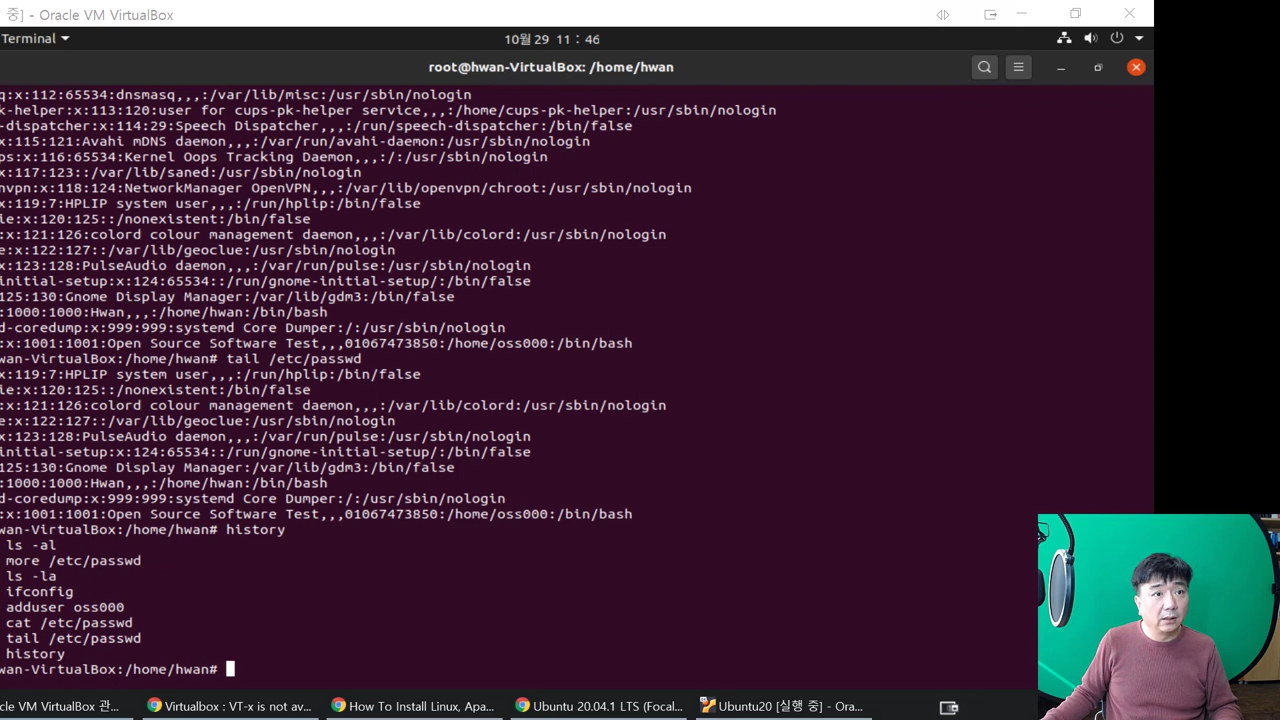 중] - Oracle VM VirtualBox
Terminal
10월 29 11 : 46
root@hwan-VirtualBox: /home/hwan
q:x:112:65534:dnsmasq,,,:/var/lib/misc:/usr/sbin/nologin
k-helper:x:113:120:user for cups-pk-helper service,,,:/home/cups-pk-helper:/usr/sbin/nologin
-dispatcher:x:114:29:Speech Dispatcher,,,:/run/speech-dispatcher:/bin/false
x:115:121:Avahi mDNS daemon,,,:/var/run/avahi-daemon:/usr/sbin/nologin
ps:x:116:65534:Kernel Oops Tracking Daemon,,,:/:/usr/sbin/nologin
x:117:123::/var/lib/saned:/usr/sbin/nologin
nvpn:x:118:124:NetworkManager OpenVPN,,,:/var/lib/openvpn/chroot:/usr/sbin/nologin
x:119:7:HPLIP system user,,,:/run/hplip:/bin/false
ie:x:120:125::/nonexistent:/bin/false
:x:121:126:colord colour management daemon,,,:/var/lib/colord:/usr/sbin/nologin
e:x:122:127::/var/lib/geoclue:/usr/sbin/nologin
x:123:128:PulseAudio daemon,,,:/var/run/pulse:/usr/sbin/nologin
initial-setup:x:124:65534::/run/gnome-initial-setup/:/bin/false
125:130:Gnome Display Manager:/var/lib/gdm3:/bin/false
:1000:1000:Hwan,,,:/home/hwan:/bin/bash
d-coredump:x:999:999:systemd Core Dumper:/:/usr/sbin/nologin
:x:1001:1001:Open Source Software Test,,,01067473850:/home/oss000:/bin/bash
wan-VirtualBox:/home/hwan# tail /etc/passwd
x:119:7:HPLIP system user,,,:/run/hplip:/bin/false
ie:x:120:125::/nonexistent:/bin/false
:x:121:126:colord colour management daemon,,,:/var/lib/colord:/usr/sbin/nologin
e:x:122:127::/var/lib/geoclue:/usr/sbin/nologin
x:123:128:PulseAudio daemon,,,:/var/run/pulse:/usr/sbin/nologin
initial-setup:x:124:65534::/run/gnome-initial-setup/:/bin/false
125:130:Gnome Display Manager:/var/lib/gdm3:/bin/false
:1000:1000:Hwan,,,:/home/hwan:/bin/bash
d-coredump:x:999:999:systemd Core Dumper:/:/usr/sbin/nologin
:x:1001:1001:Open Source Software Test,,,01067473850:/home/oss000:/bin/bash
wan-VirtualBox:/home/hwan# history
ls -al
more /etc/passwd
ls -la
ifconfig
adduser oss000
cat /etc/passwd
tail /etc/passwd
history
wan-VirtualBox:/home/hwan#
cle VM VirtualBox 관...
Virtualbox : VT-x is not av...
How To Install Linux, Apa...
Ubuntu 20.04.1 LTS (Focal...
Ubuntu20 [실행 중] - Ora...